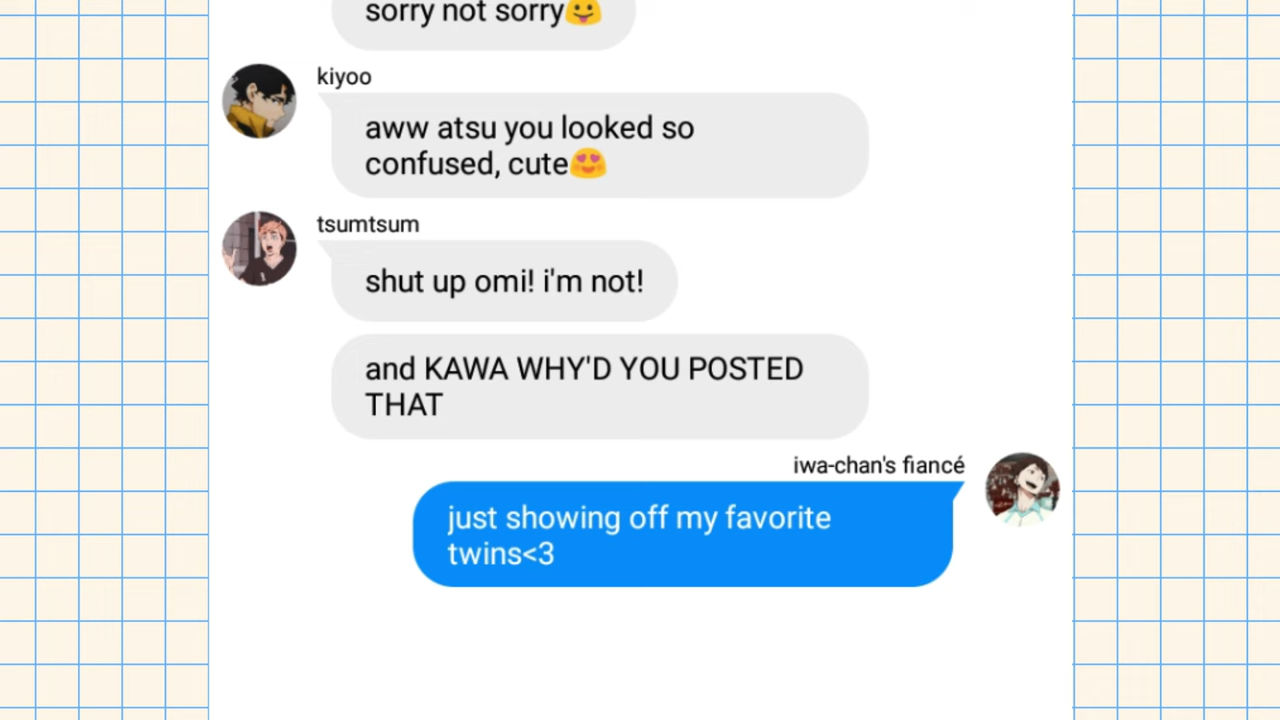 sorry not sorry😛
kiyoo
aww atsu you looked so
confused, cute😍
tsumtsum
shut up omi! i'm not!
and KAWA WHY'D YOU POSTED
THAT
iwa-chan's fiancé
just showing off my favorite
twins<3